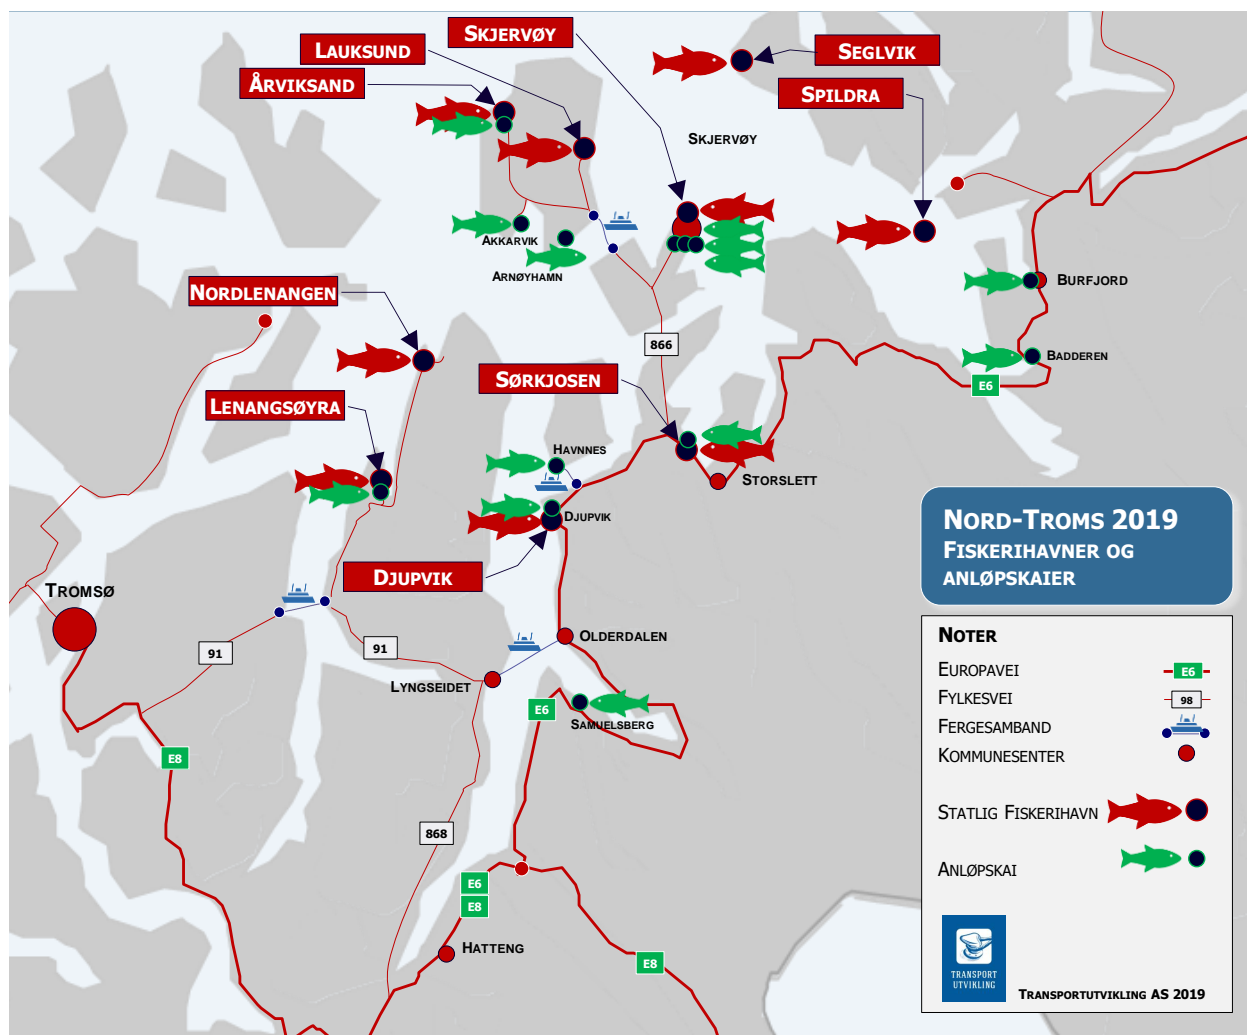 SKJERVØY
LAUKSUND
SEGLVIK
ÅRVIKSAND
SPILDRA
SKJERVØY
AKKARVIK
ARNØYHAMN
NORDLENANGEN
BURFJORD
866
BADDEREN
SØRKJOSEN
E6
LENANGSØYRA
HAVNNES
STORSLETT
DJUPVIK
DJUPVIK
TROMSØ
OLDERDALEN
91
91
LYNGSEIDET
E6
SAMUELSBERG
E8
868
E6
E8
HATTENG
E8
NORD-TROMS 2019
FISKERIHAVNER OG
ANLØPSKAIER
NOTER
EUROPAVEI
E6
FYLKESVEI
98
FERGESAMBAND
KOMMUNESENTER
STATLIG FISKERIHAVN
ANLØPSKAI
TRANSPORT
UTVIKLING
TRANSPORTUTVIKLING AS 2019